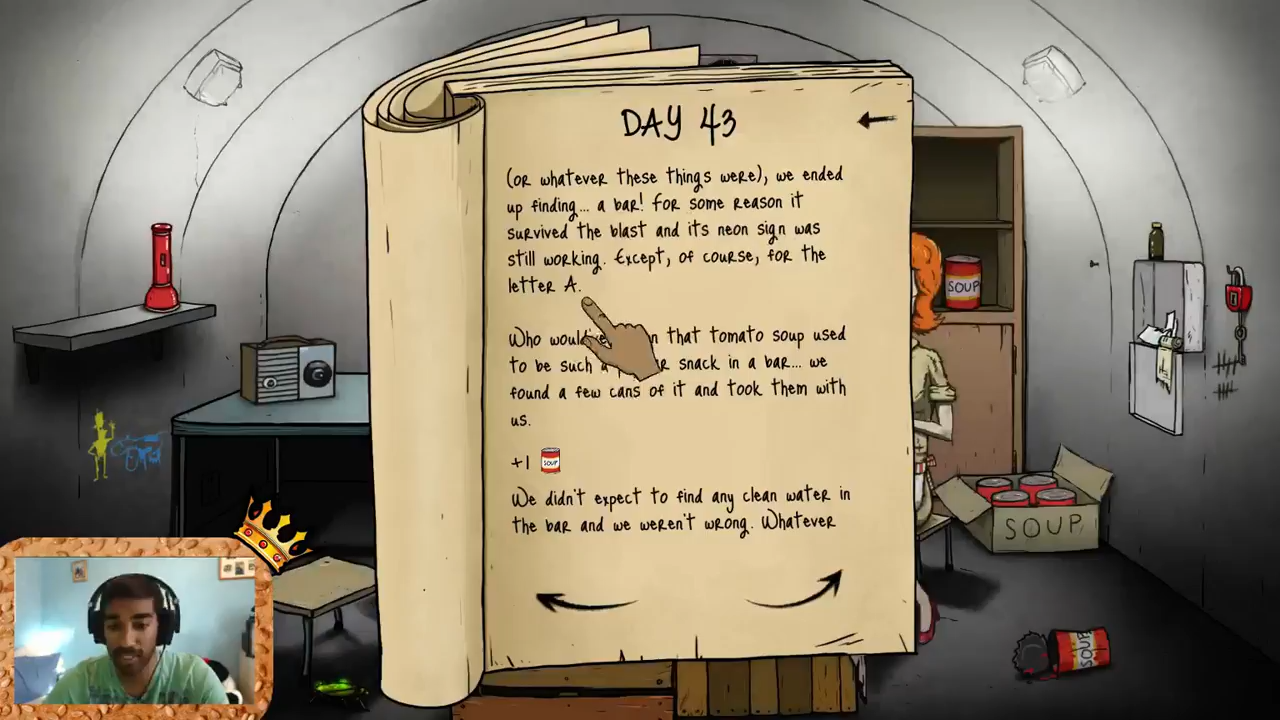 DAY 43
(or whatever these things were), we ended
up finding... a bar! For some reason it
survived the blast and its neon sign was
still working. Except, of course, for the
letter A.
Who that tomato soup used
to be such a snack in a bar... we
found a few cans of it and took them with
us.
+1 SOUP
We didn't expect to find any clean water in
the bar and we weren't wrong. Whatever
SOUP
SOUP
SOUP